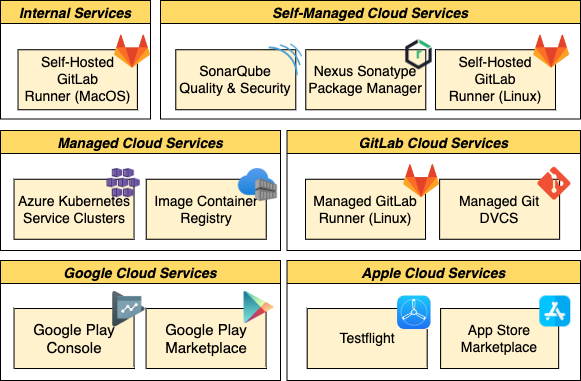 Internal Services
Self-Hosted
GitLab
Runner (MacOS)
Self-Managed Cloud Services
SonarQube
Quality & Security
Nexus Sonatype
Package Manager
Self-Hosted
GitLab
Runner (Linux)
Managed Cloud Services
Azure Kubernetes
Service Clusters
Image Container
Registry
GitLab Cloud Services
Managed GitLab
Runner (Linux)
Managed Git
DVCS
Google Cloud Services
Google Play
Console
Google Play
Marketplace
Apple Cloud Services
Testflight
App Store
Marketplace